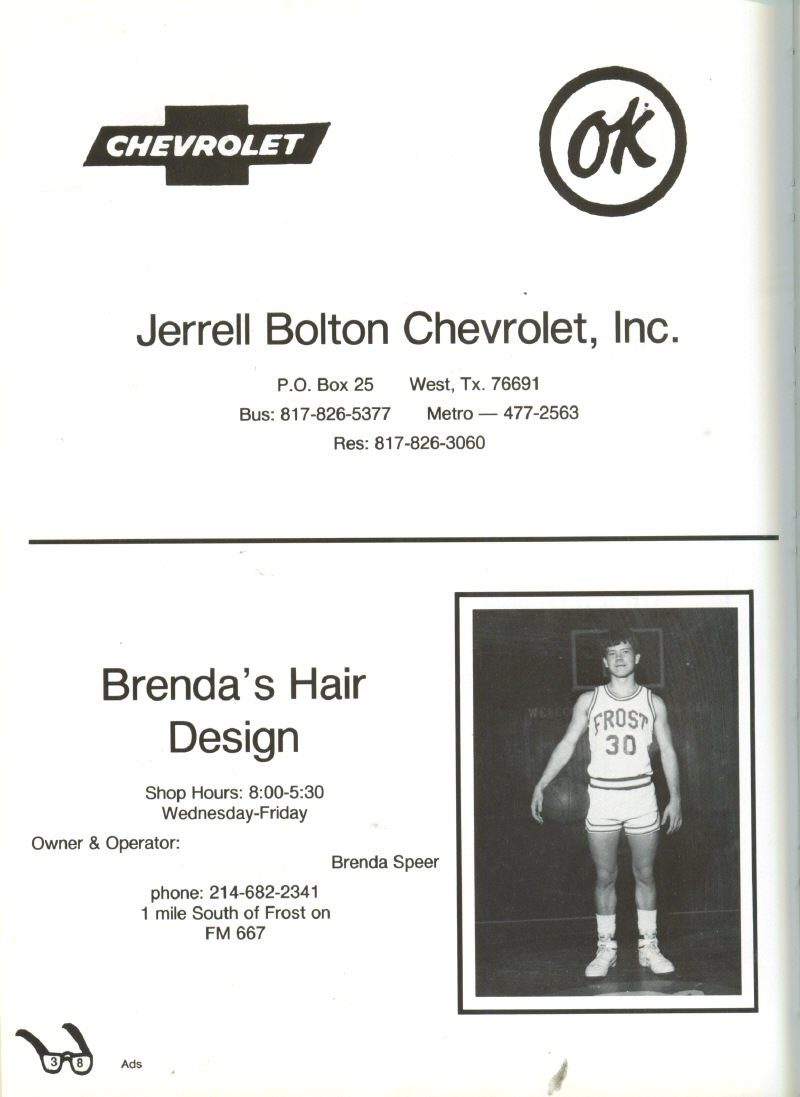 CHEVROLET
OK
Jerrell Bolton Chevrolet, Inc.
P.O. Box 25 West, Tx. 76691
Bus: 817-826-5377 Metro — 477-2563
Res: 817-826-3060
Brenda's Hair
Design
Shop Hours: 8:00-5:30
Wednesday-Friday
Owner & Operator:
Brenda Speer
phone: 214-682-2341
1 mile South of Frost on
FM 667
FROST
30
38 Ads